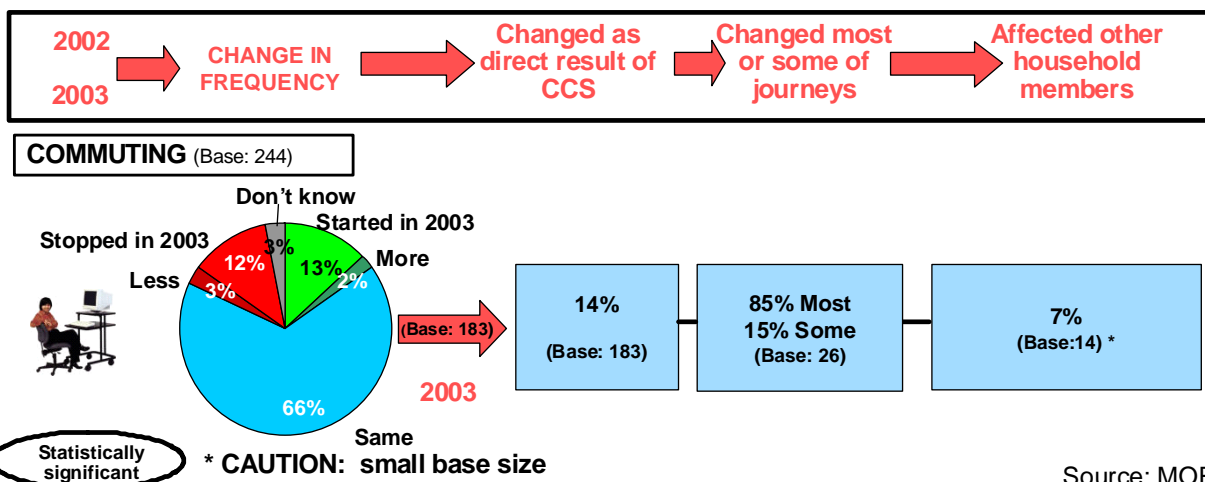 2002
2003
CHANGE IN
FREQUENCY
Changed as
direct result of
CCS
Changed most
or some of
journeys
Affected other
household
members
COMMUTING (Base: 244)
Don't know
Started in 2003
Stopped in 2003
More
Less
3%
12%
13%
2%
3%
66%
Same
(Base: 183)
2003
14%
(Base: 183)
85% Most
15% Some
(Base: 26)
7%
(Base:14) *
Statistically
significant
* CAUTION: small base size
Source: